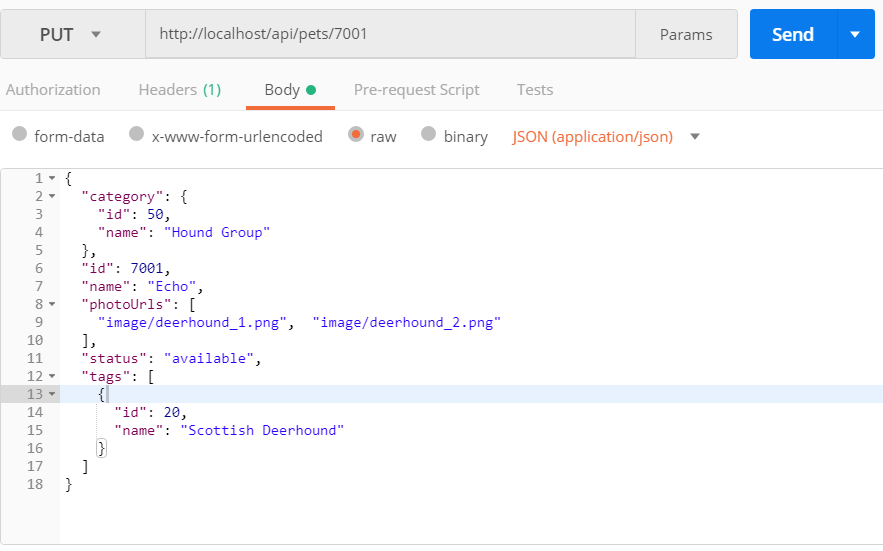 PUT http://localhost/api/pets/7001 Params Send
Authorization Headers (1) Body Pre-request Script Tests
form-data x-www-form-urlencoded raw binary JSON (application/json)
1 {
2 "category": {
3 "id": 50,
4 "name": "Hound Group"
5 },
6 "id": 7001,
7 "name": "Echo",
8 "photoUrls": [
9 "image/deerhound_1.png", "image/deerhound_2.png"
10 ],
11 "status": "available",
12 "tags": [
13 {
14 "id": 20,
15 "name": "Scottish Deerhound"
16 }
17 ]
18 }